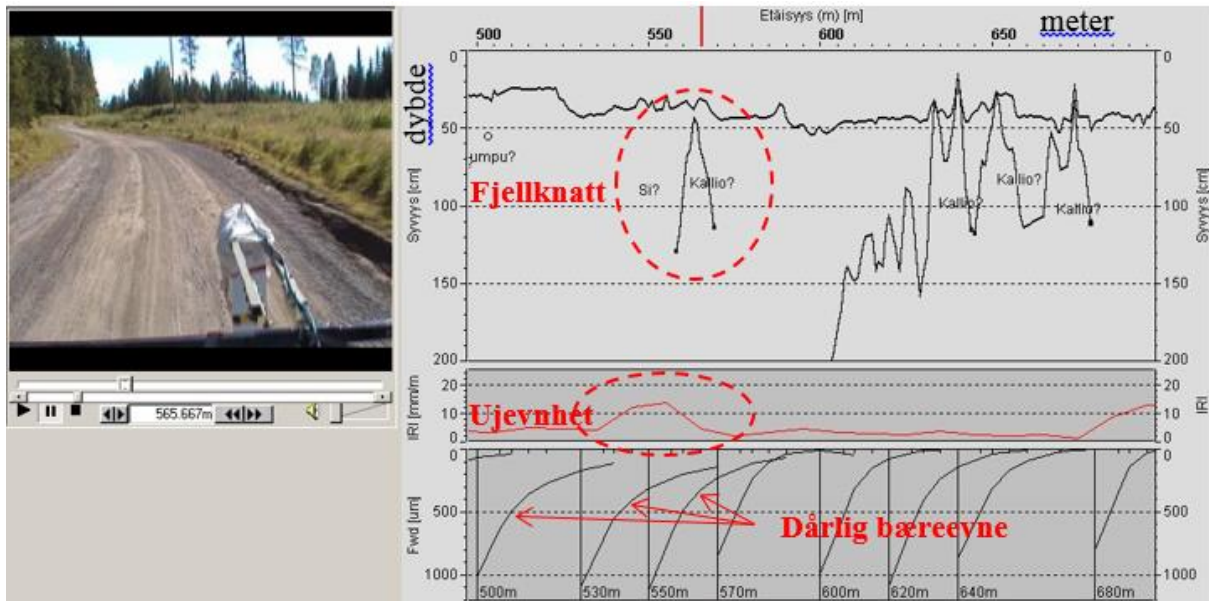 Etäisyys (m) [m]
meter
500 550 600 650
dybde
Syvyys [cm]
0 0
50 50
100 100
150 150
200 200
umpu?
Si?
Kallio?
Fjellknatt
Kallio?
Kallio?
Kallio?
Syvyys [cm]
565.667m
IRI [mm/m]
20 20
10 10
0 0
Ujevnhet
IRI
Fwd [um]
0 0
500 500
1000 1000
Dårlig bæreevne
500m 530m 550m 570m 600m 620m 640m 680m